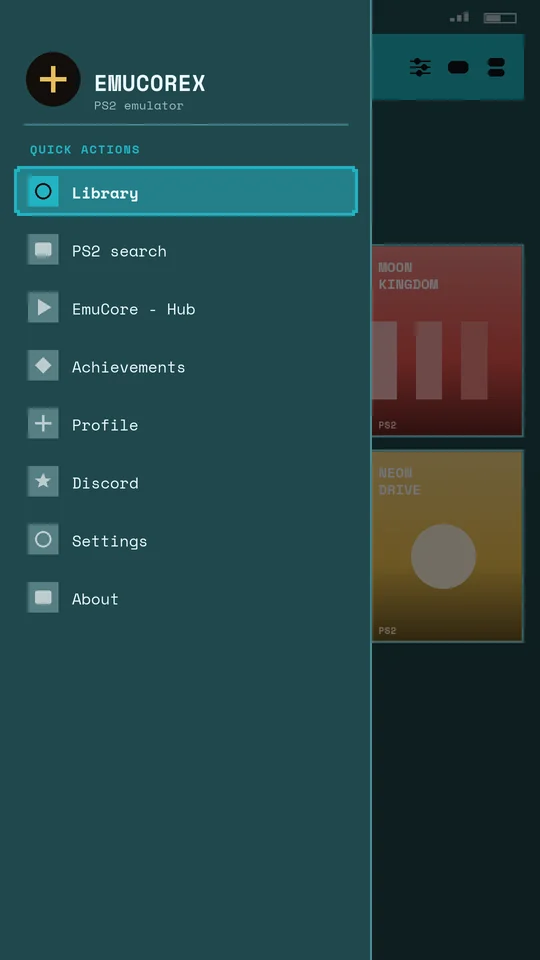 EMUCOREX
PS2 emulator
QUICK ACTIONS
Library
PS2 search
EmuCore - Hub
Achievements
Profile
Discord
Settings
About
MOON
KINGDOM
PS2
NEON
DRIVE
PS2